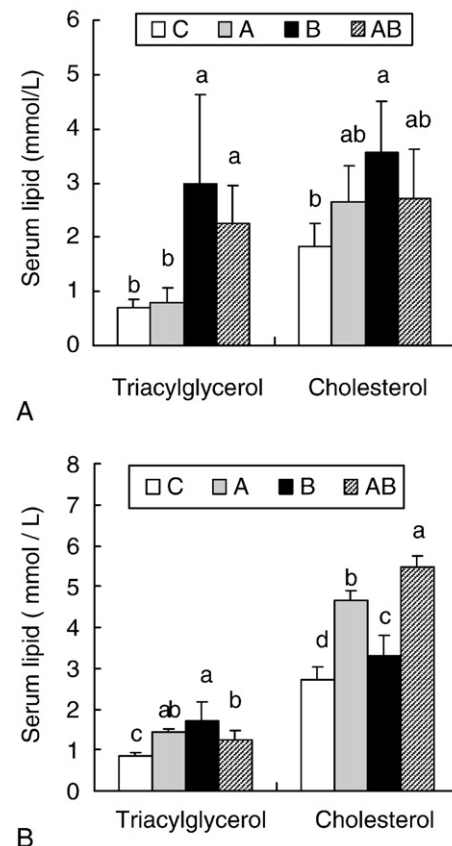 C A B AB
6
5
4
3
2
1
0
Serum lipid (mmol/L)
b b a a
b ab a ab
Triacylglycerol Cholesterol
A
C A B AB
8
7
6
5
4
3
2
1
0
Serum lipid ( mmol / L)
c ab a b
d b c a
Triacylglycerol Cholesterol
B